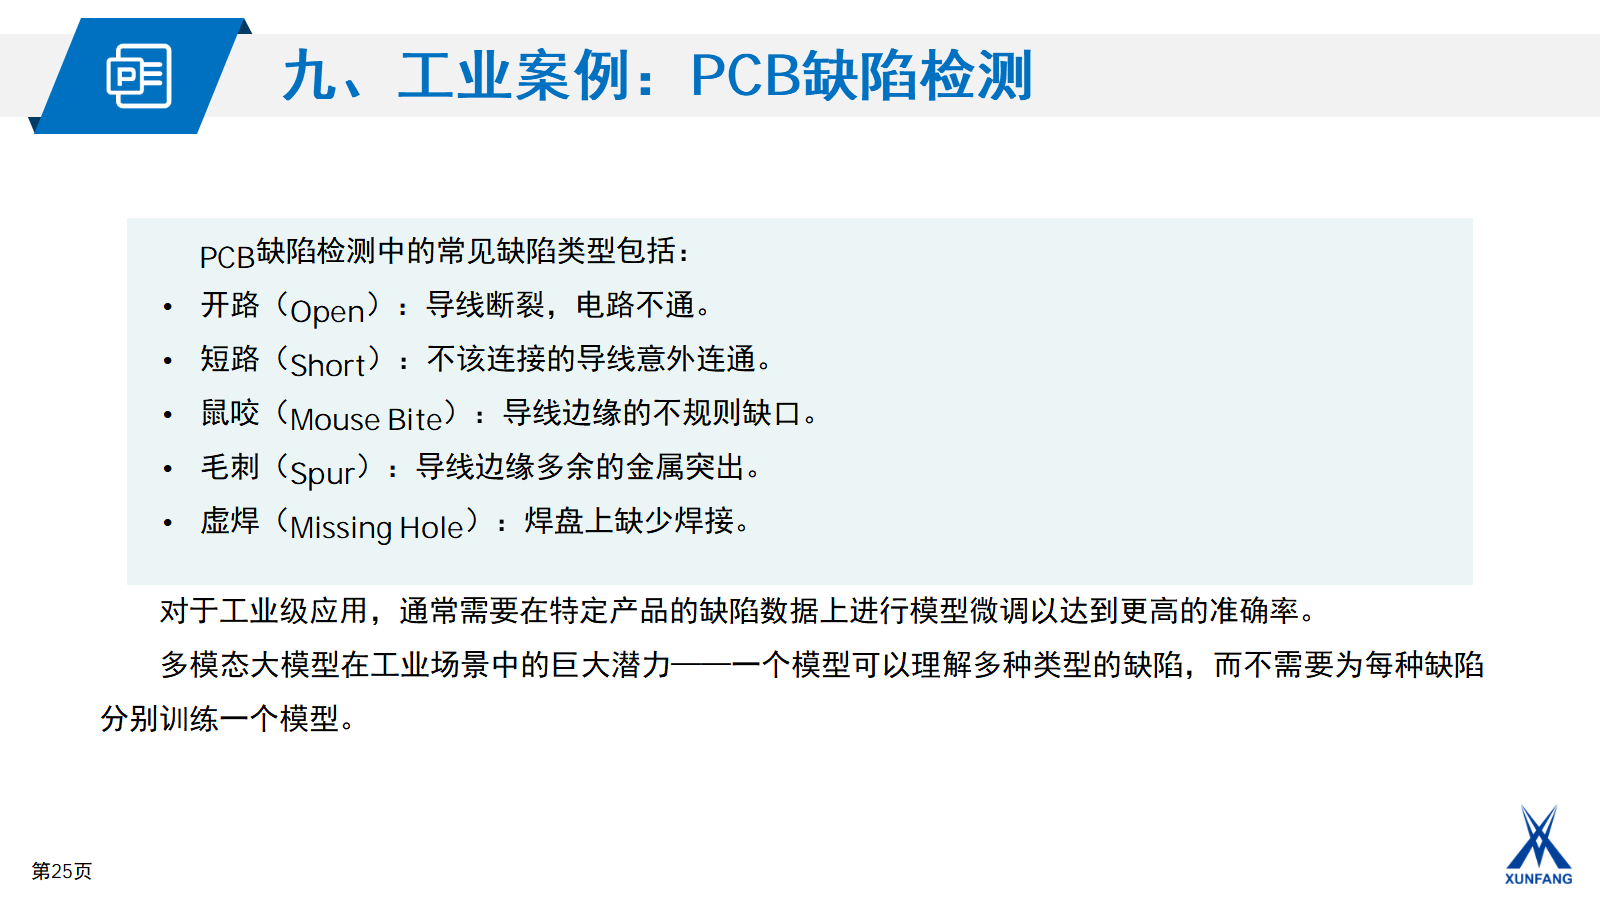 九、工业案例：PCB缺陷检测
PCB缺陷检测中的常见缺陷类型包括：
• 开路（Open）：导线断裂，电路不通。
• 短路（Short）：不该连接的导线意外连通。
• 鼠咬（Mouse Bite）：导线边缘的不规则缺口。
• 毛刺（Spur）：导线边缘多余的金属突出。
• 虚焊（Missing Hole）：焊盘上缺少焊接。
对于工业级应用，通常需要在特定产品的缺陷数据上进行模型微调以达到更高的准确率。
多模态大模型在工业场景中的巨大潜力——一个模型可以理解多种类型的缺陷，而不需要为每种缺陷
分别训练一个模型。
第25页
XUNFANG